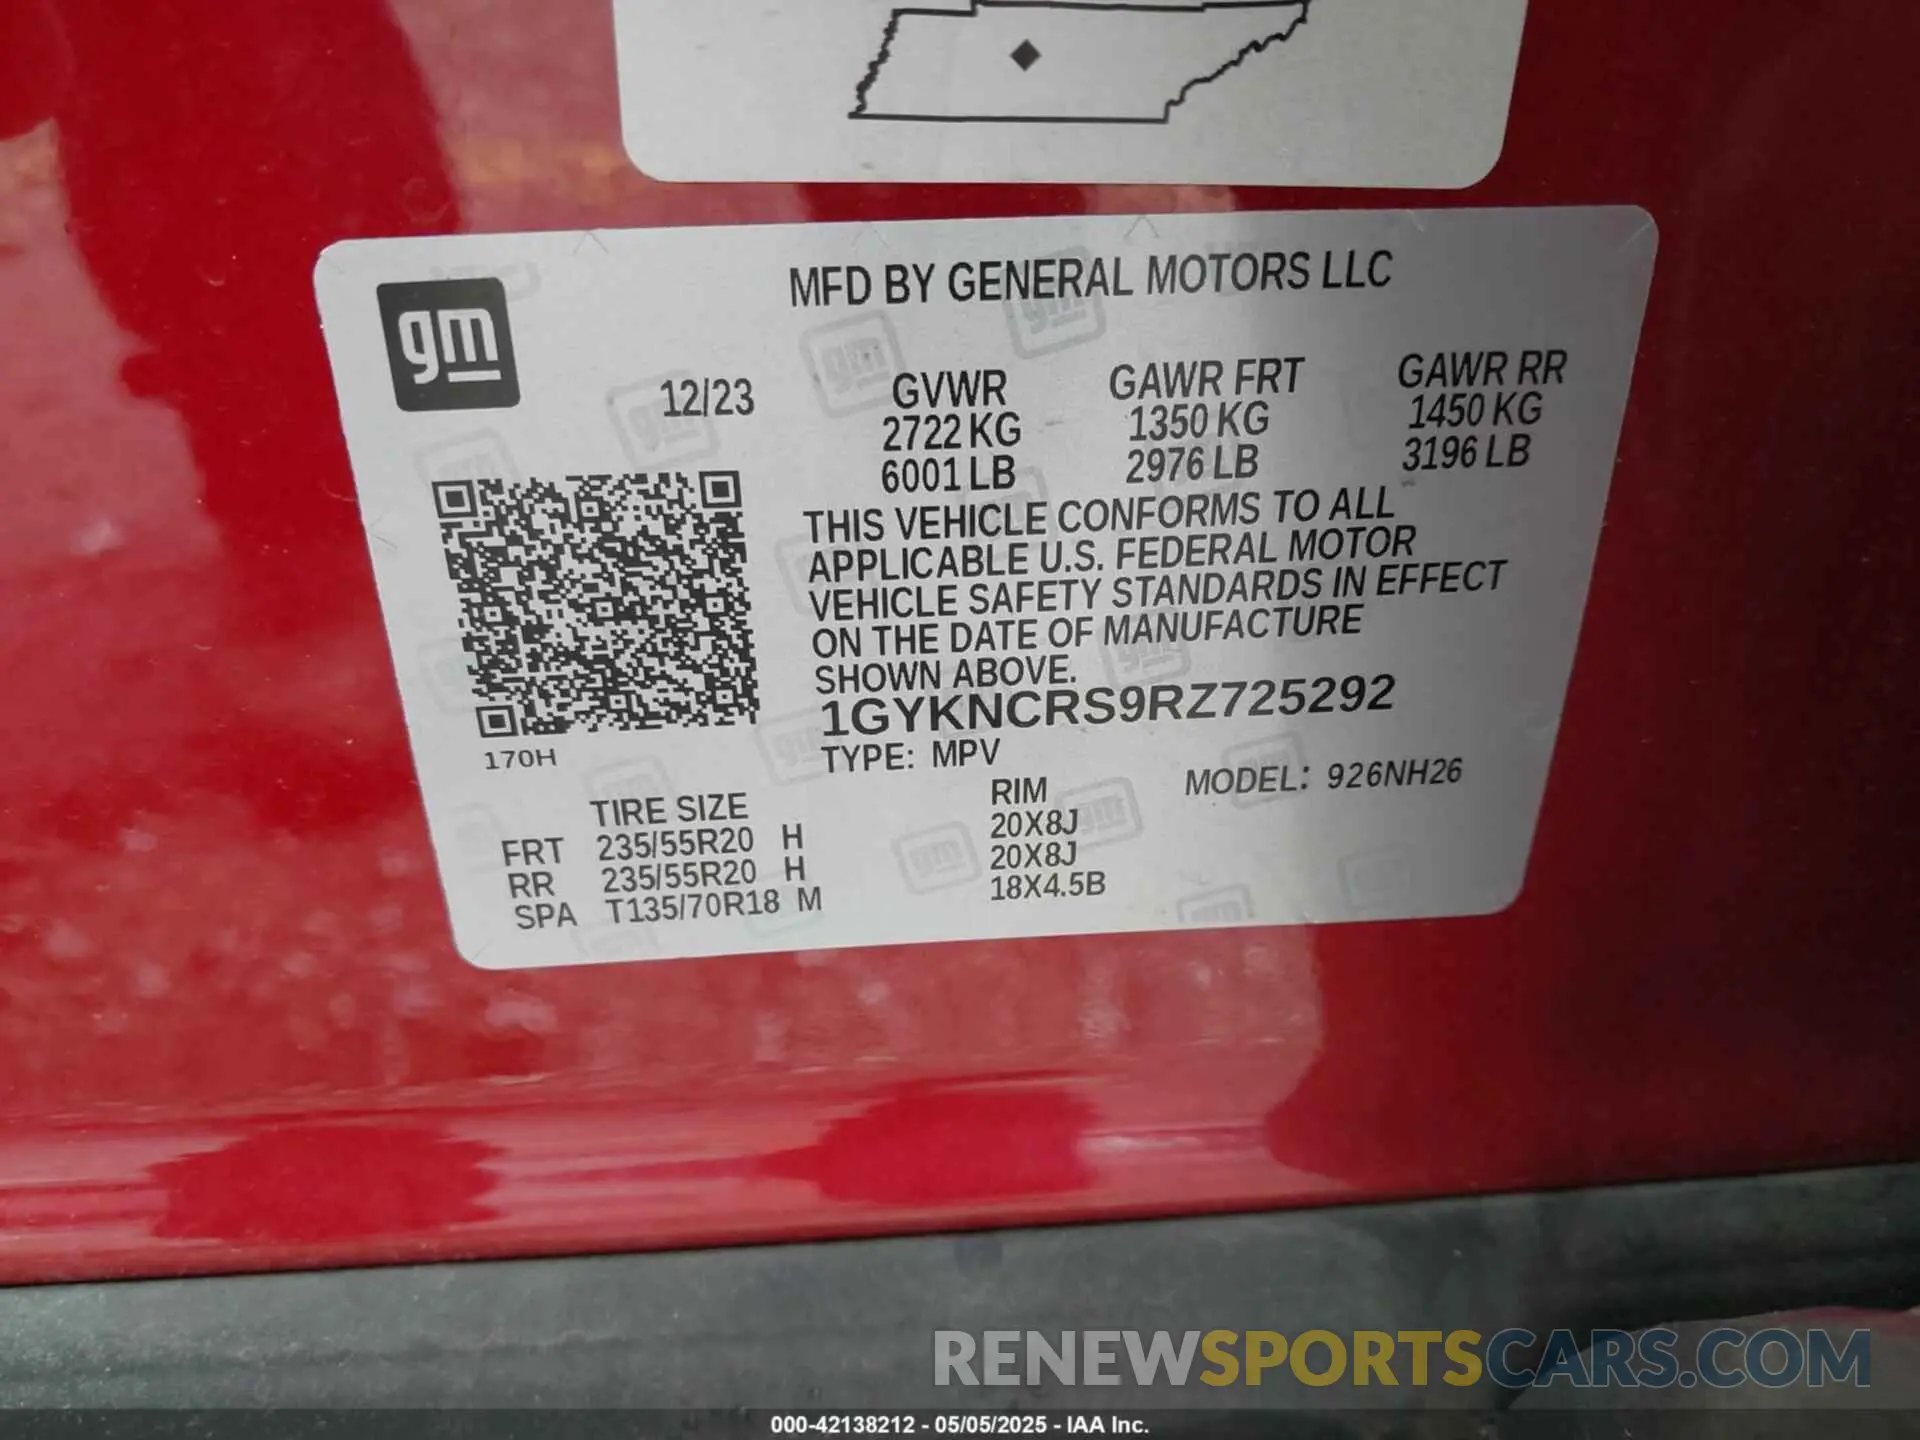 MFD BY GENERAL MOTORS LLC
gm
12/23 GVWR GAWR FRT GAWR RR
2722 KG 1350 KG 1450 KG
6001 LB 2976 LB 3196 LB
THIS VEHICLE CONFORMS TO ALL
APPLICABLE U.S. FEDERAL MOTOR
VEHICLE SAFETY STANDARDS IN EFFECT
ON THE DATE OF MANUFACTURE
SHOWN ABOVE.
1GYKNCRS9RZ725292
170H
TYPE: MPV MODEL: 926NH26
TIRE SIZE RIM
FRT 235/55R20 H 20X8J
RR 235/55R20 H 20X8J
SPA T135/70R18 M 18X4.5B
RENEWSPORTSCARS.COM
000-42138212 - 05/05/2025 - IAA Inc.